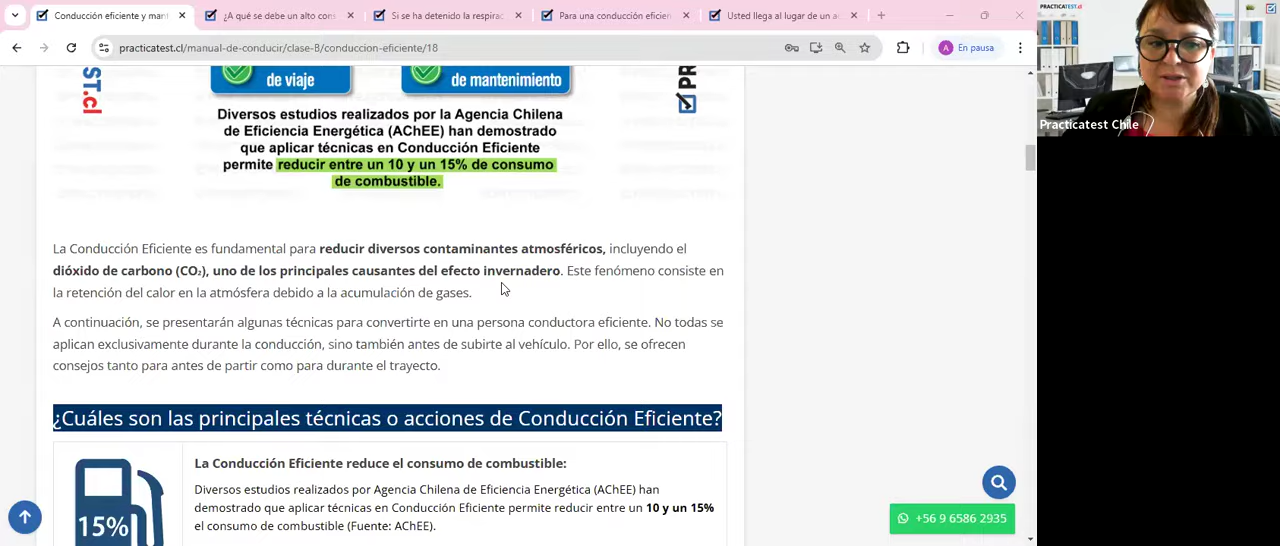 Conducción eficiente y mant
¿A qué se debe un alto con
Si se ha detenido la respirac
Para una conducción eficien
Usted llega al lugar de un a
practicatest.cl/manual-de-conducir/clase-B/conduccion-eficiente/18
A
En pausa
PRACTICATEST.cl
Practicatest Chile
ST.cl
de viaje
de mantenimiento
PR
Diversos estudios realizados por la Agencia Chilena
de Eficiencia Energética (AChEE) han demostrado
que aplicar técnicas en Conducción Eficiente
permite reducir entre un 10 y un 15% de consumo
de combustible.
La Conducción Eficiente es fundamental para reducir diversos contaminantes atmosféricos, incluyendo el
dióxido de carbono (CO₂), uno de los principales causantes del efecto invernadero. Este fenómeno consiste en
la retención del calor en la atmósfera debido a la acumulación de gases.
A continuación, se presentarán algunas técnicas para convertirte en una persona conductora eficiente. No todas se
aplican exclusivamente durante la conducción, sino también antes de subirte al vehículo. Por ello, se ofrecen
consejos tanto para antes de partir como para durante el trayecto.
¿Cuáles son las principales técnicas o acciones de Conducción Eficiente?
La Conducción Eficiente reduce el consumo de combustible:
Diversos estudios realizados por Agencia Chilena de Eficiencia Energética (AChEE) han
demostrado que aplicar técnicas en Conducción Eficiente permite reducir entre un 10 y un 15%
el consumo de combustible (Fuente: AChEE).
15%
+56 9 6586 2935